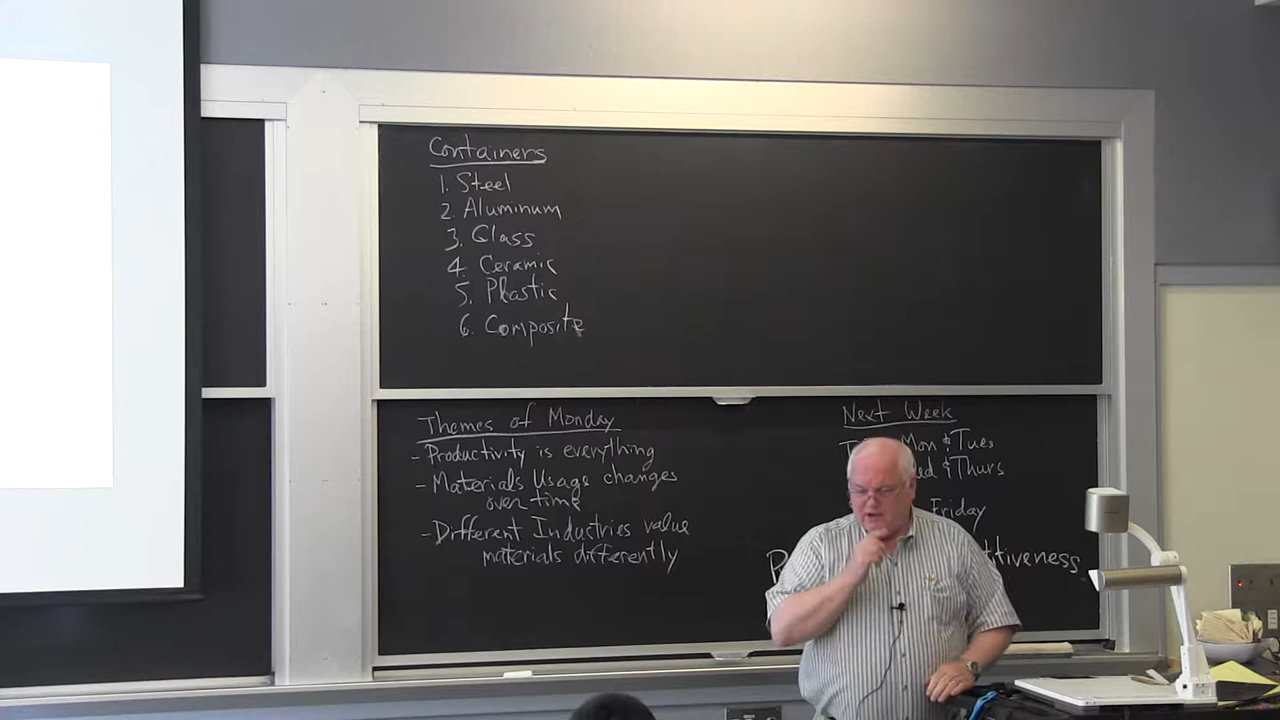 Containers
1. Steel
2. Aluminum
3. Glass
4. Ceramic
5. Plastic
6. Composite
Themes of Monday
- Productivity is everything
- Materials Usage changes
over time
- Different Industries value
materials differently
Next Week
Mon & Tues
& Thurs
Friday